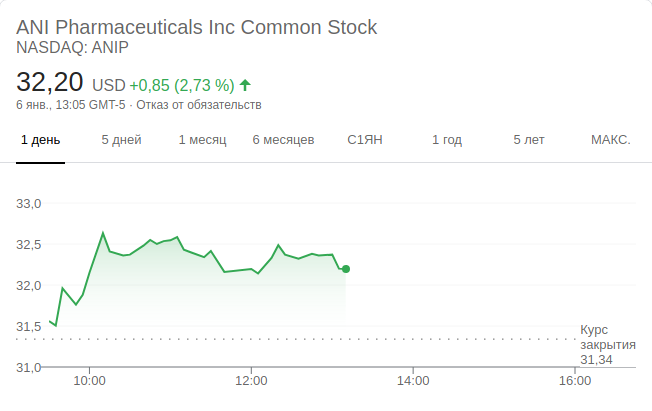 ANI Pharmaceuticals Inc Common Stock
NASDAQ: ANIP
32,20 USD +0,85 (2,73 %)
6 янв., 13:05 GMT-5 · Отказ от обязательств
1 день 5 дней 1 месяц 6 месяцев С1ЯН 1 год 5 лет МАКС.
33,0
32,5
32,0
31,5
Курс
закрытия
31,34
31,0
10:00 12:00 14:00 16:00